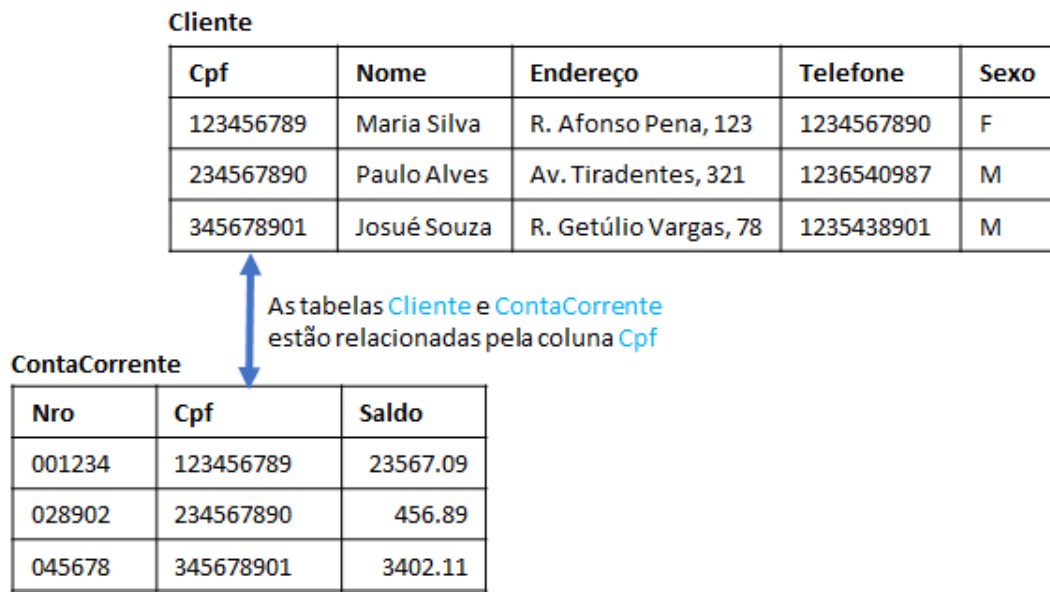 Cliente
Cpf Nome Endereço Telefone Sexo
123456789 Maria Silva R. Afonso Pena, 123 1234567890 F
234567890 Paulo Alves Av. Tiradentes, 321 1236540987 M
345678901 Josué Souza R. Getúlio Vargas, 78 1235438901 M
As tabelas Cliente e ContaCorrente
estão relacionadas pela coluna Cpf
ContaCorrente
Nro Cpf Saldo
001234 123456789 23567.09
028902 234567890 456.89
045678 345678901 3402.11